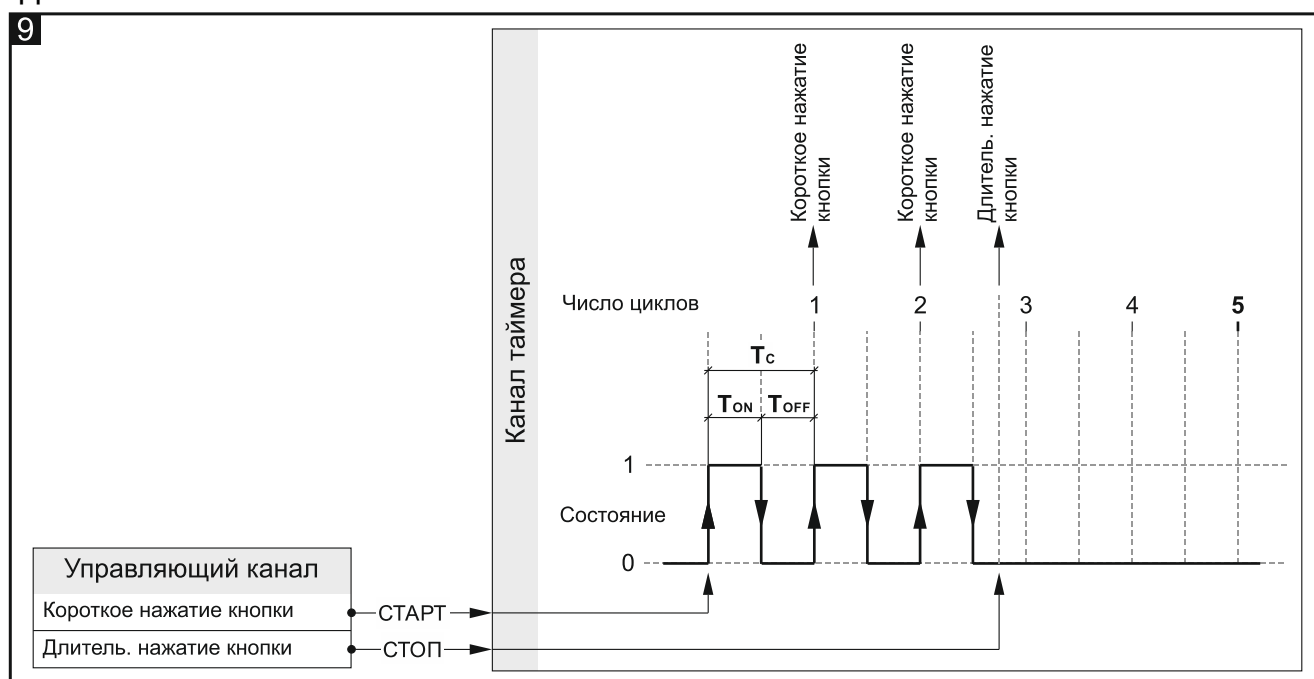 9
Короткое нажатие
кнопки
Короткое нажатие
кнопки
Длитель. нажатие
кнопки
Канал таймера
Число циклов
1
2
3
4
5
Tc
TON
TOFF
1
Состояние
0
Управляющий канал
Короткое нажатие кнопки
СТАРТ
Длитель. нажатие кнопки
СТОП